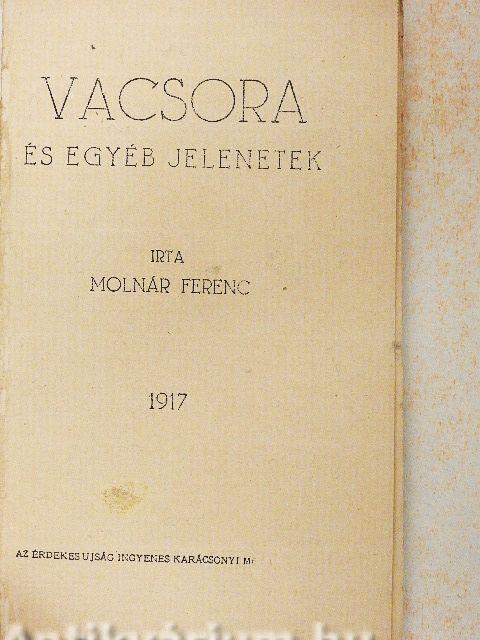 VACSORA
ÉS EGYÉB JELENETEK
IRTA
MOLNÁR FERENC
1917
AZ ÉRDEKES UJSÁG INGYENES KARÁCSONYI